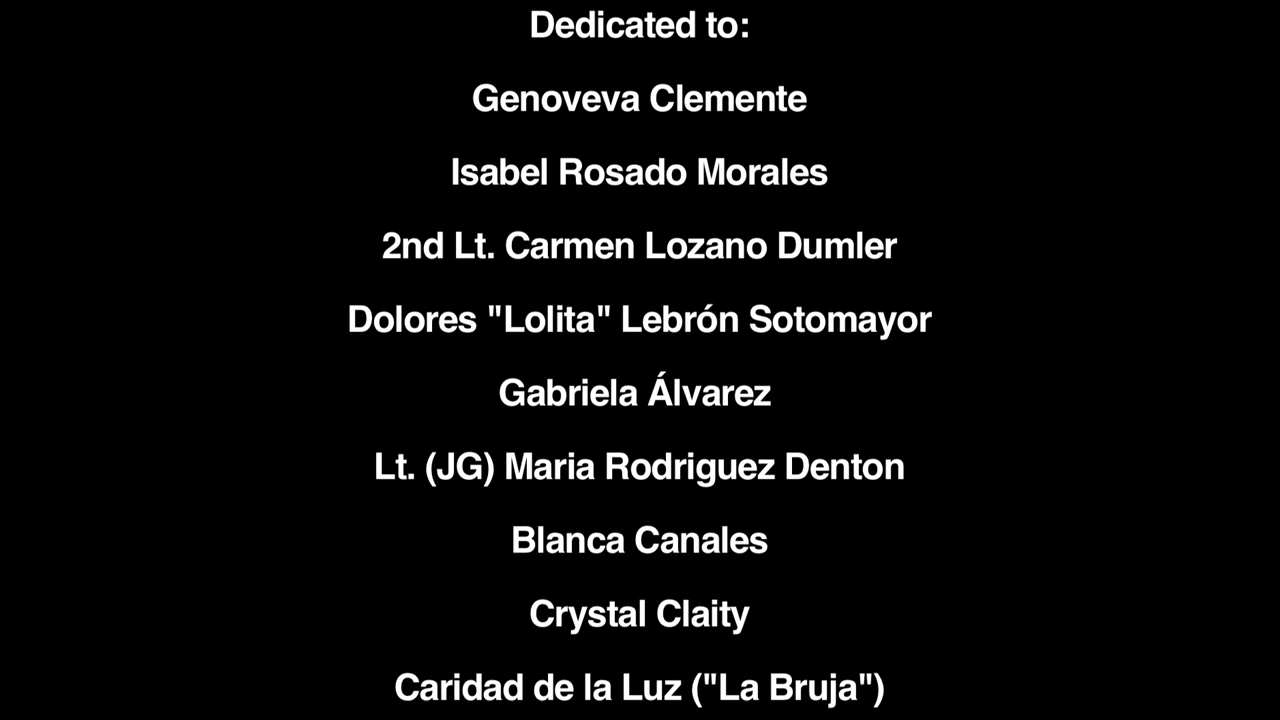 Dedicated to:
Genoveva Clemente
Isabel Rosado Morales
2nd Lt. Carmen Lozano Dumler
Dolores "Lolita" Lebrón Sotomayor
Gabriela Álvarez
Lt. (JG) Maria Rodriguez Denton
Blanca Canales
Crystal Claity
Caridad de la Luz ("La Bruja")